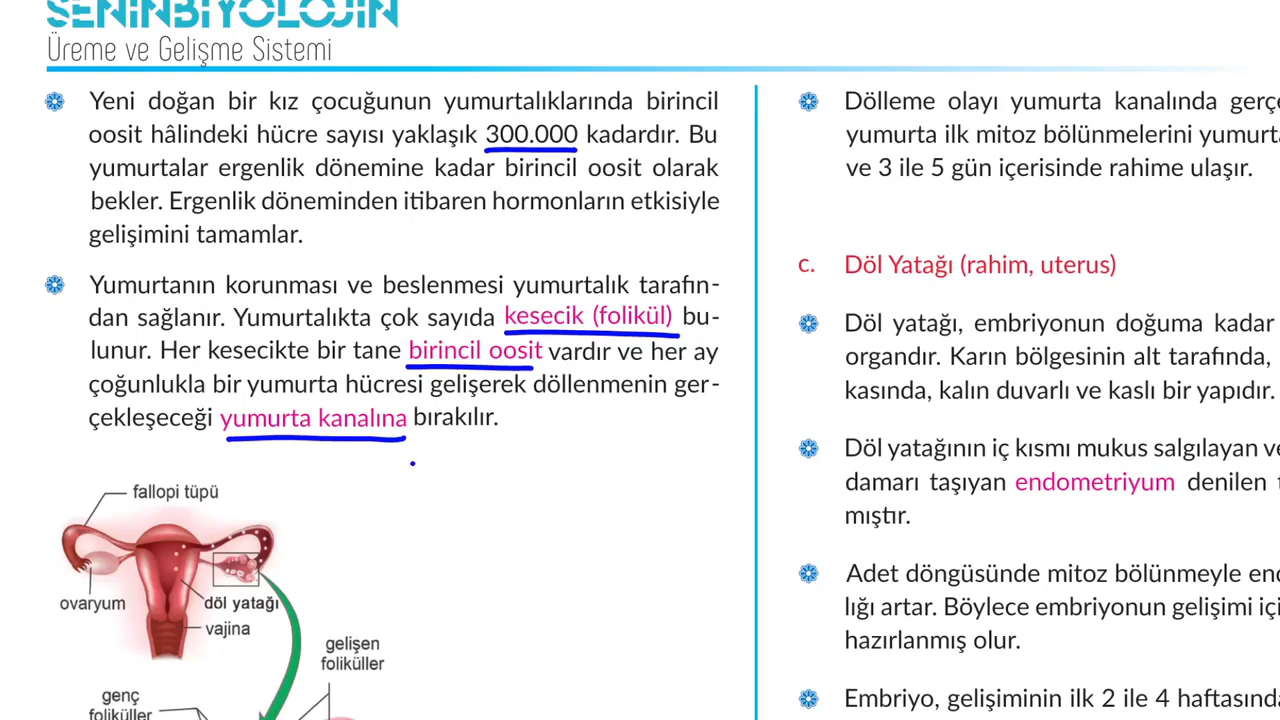 SENİNBİYOLOJİN
Üreme ve Gelişme Sistemi
Yeni doğan bir kız çocuğunun yumurtalıklarında birincil
oosit hâlindeki hücre sayısı yaklaşık 300.000 kadardır. Bu
yumurtalar ergenlik dönemine kadar birincil oosit olarak
bekler. Ergenlik döneminden itibaren hormonların etkisiyle
gelişimini tamamlar.
Yumurtanın korunması ve beslenmesi yumurtalık tarafın-
dan sağlanır. Yumurtalıkta çok sayıda kesecik (folikül) bu-
lunur. Her kesecikte bir tane birincil oosit vardır ve her ay
çoğunlukla bir yumurta hücresi gelişerek döllenmenin ger-
çekleşeceği yumurta kanalına bırakılır.
fallopi tüpü
ovaryum
döl yatağı
vajina
gelişen
foliküller
genç
foliküller
Dölleme olayı yumurta kanalında
yumurta ilk mitoz bölünmelerini
ve 3 ile 5 gün içerisinde rahime ulaşır.
c. Döl Yatağı (rahim, uterus)
Döl yatağı, embriyonun doğuma kadar
organdır. Karın bölgesinin alt tarafında,
kasında, kalın duvarlı ve kaslı bir yapıdır.
Döl yatağının iç kısmı mukus salgılayan
damarı taşıyan endometriyum denilen
mıştır.
Adet döngüsünde mitoz bölünmeyle
lığı artar. Böylece embriyonun gelişimi
hazırlanmış olur.
Embriyo, gelişiminin ilk 2 ile 4